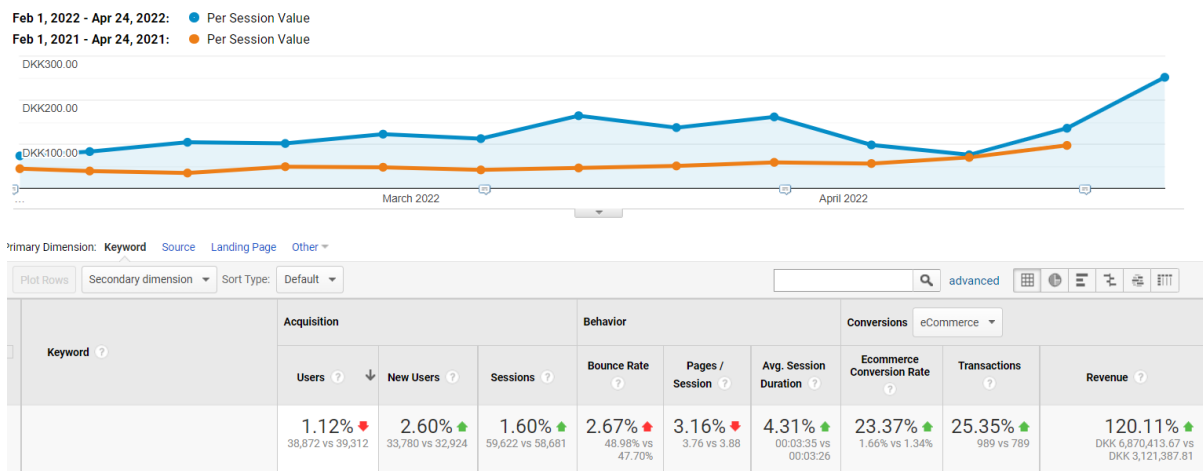 Feb 1, 2022 - Apr 24, 2022: Per Session Value
Feb 1, 2021 - Apr 24, 2021: Per Session Value
DKK300.00
DKK200.00
DKK100.00
...
March 2022
April 2022
Primary Dimension: Keyword Source Landing Page Other
Plot Rows Secondary dimension Sort Type: Default advanced
Acquisition Behavior Conversions eCommerce
Keyword ?
Users ? New Users ? Sessions ? Bounce Rate ? Pages / Session ? Avg. Session Duration ? Ecommerce Conversion Rate ? Transactions ? Revenue ?
1.12% 2.60% 1.60% 2.67% 3.16% 4.31% 23.37% 25.35% 120.11%
38,872 vs 39,312 33,780 vs 32,924 59,622 vs 58,681 48.98% vs 47.70% 3.76 vs 3.88 00:03:35 vs 00:03:26 1.66% vs 1.34% 989 vs 789 DKK 6,870,413.67 vs DKK 3,121,387.81